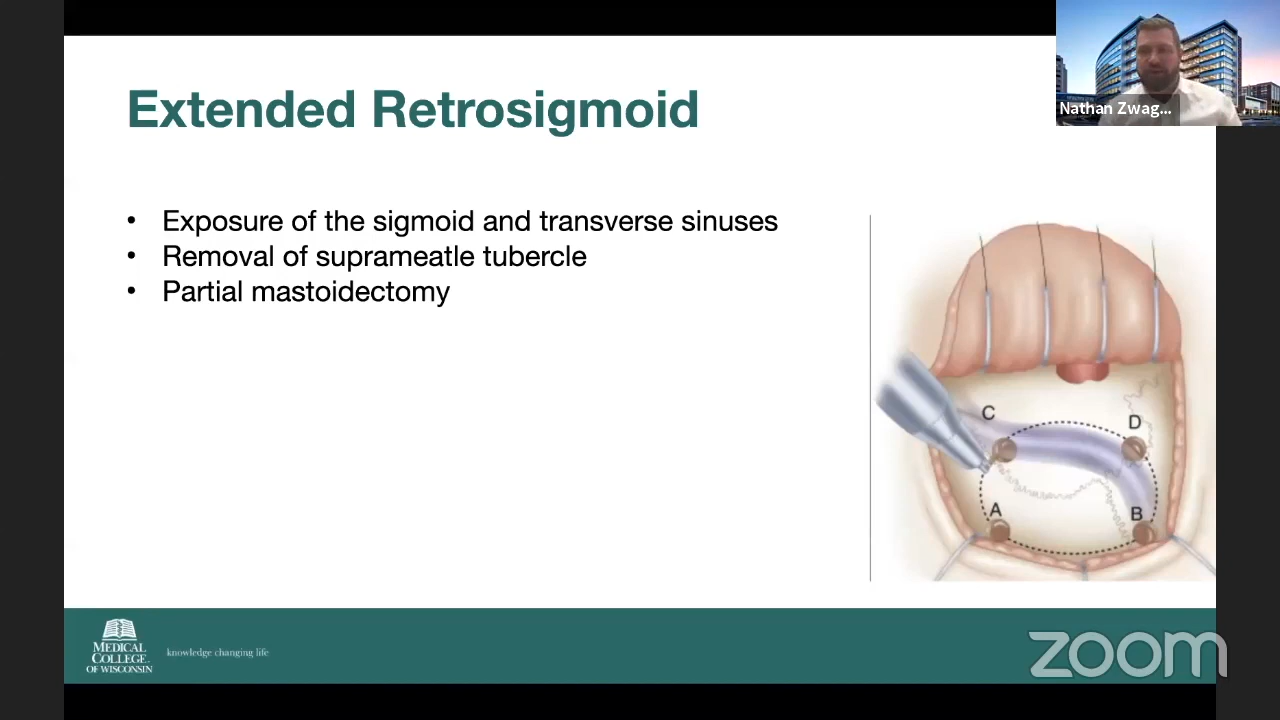 Extended Retrosigmoid
Nathan Zwag...
• Exposure of the sigmoid and transverse sinuses
• Removal of suprameatle tubercle
• Partial mastoidectomy
C
D
A
B
MEDICAL
COLLEGE
OF WISCONSIN
knowledge changing life
zoom